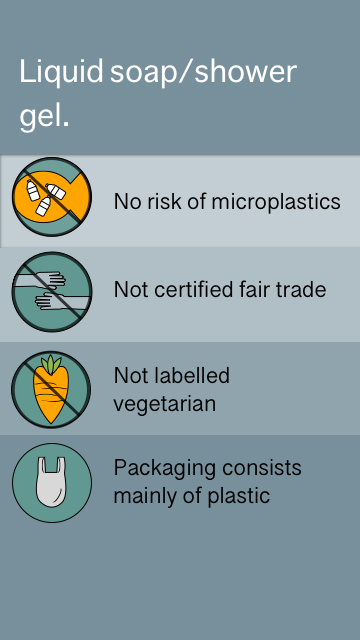 Liquid soap/shower
gel.
No risk of microplastics
Not certified fair trade
Not labelled
vegetarian
Packaging consists
mainly of plastic